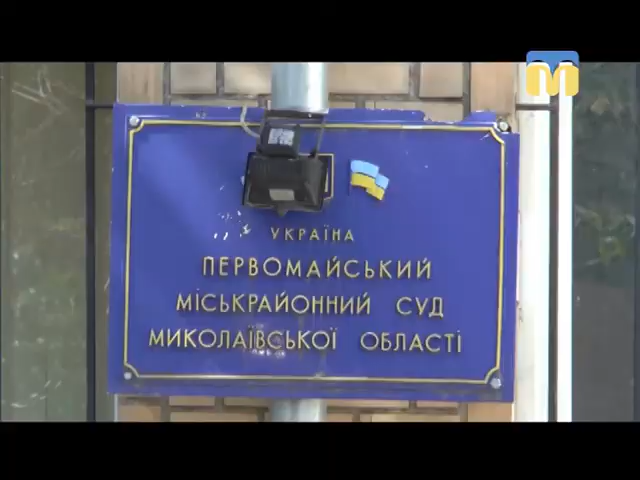 УКРАЇНА
ПЕРВОМАЙСЬКИЙ
МІСЬКРАЙОННИЙ СУД
МИКОЛАЇВСЬКОЇ ОБЛАСТІ